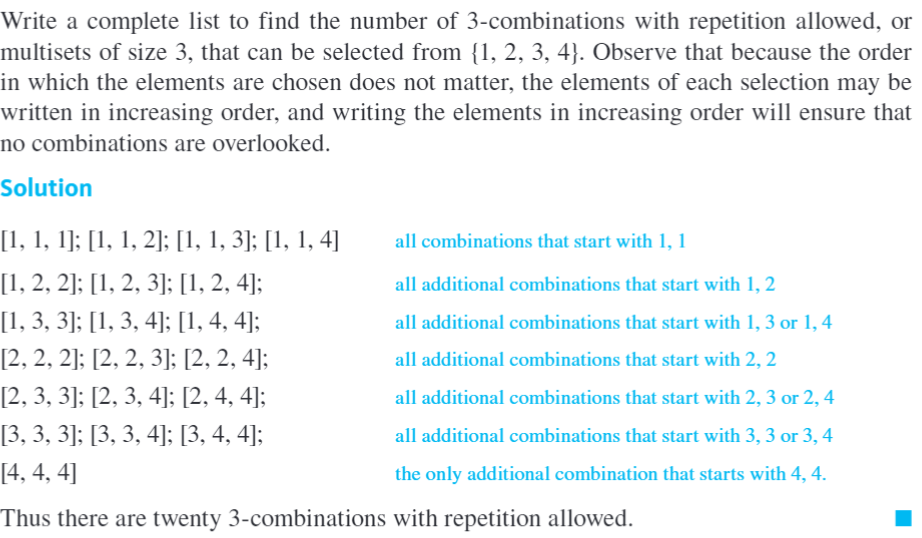 Write a complete list to find the number of 3-combinations with repetition allowed, or
multisets of size 3, that can be selected from {1, 2, 3, 4}. Observe that because the order
in which the elements are chosen does not matter, the elements of each selection may be
written in increasing order, and writing the elements in increasing order will ensure that
no combinations are overlooked.
Solution
[1, 1, 1]; [1, 1, 2]; [1, 1, 3]; [1, 1, 4] all combinations that start with 1, 1
[1, 2, 2]; [1, 2, 3]; [1, 2, 4]; all additional combinations that start with 1, 2
[1, 3, 3]; [1, 3, 4]; [1, 4, 4]; all additional combinations that start with 1, 3 or 1, 4
[2, 2, 2]; [2, 2, 3]; [2, 2, 4]; all additional combinations that start with 2, 2
[2, 3, 3]; [2, 3, 4]; [2, 4, 4]; all additional combinations that start with 2, 3 or 2, 4
[3, 3, 3]; [3, 3, 4]; [3, 4, 4]; all additional combinations that start with 3, 3 or 3, 4
[4, 4, 4] the only additional combination that starts with 4, 4.
Thus there are twenty 3-combinations with repetition allowed.